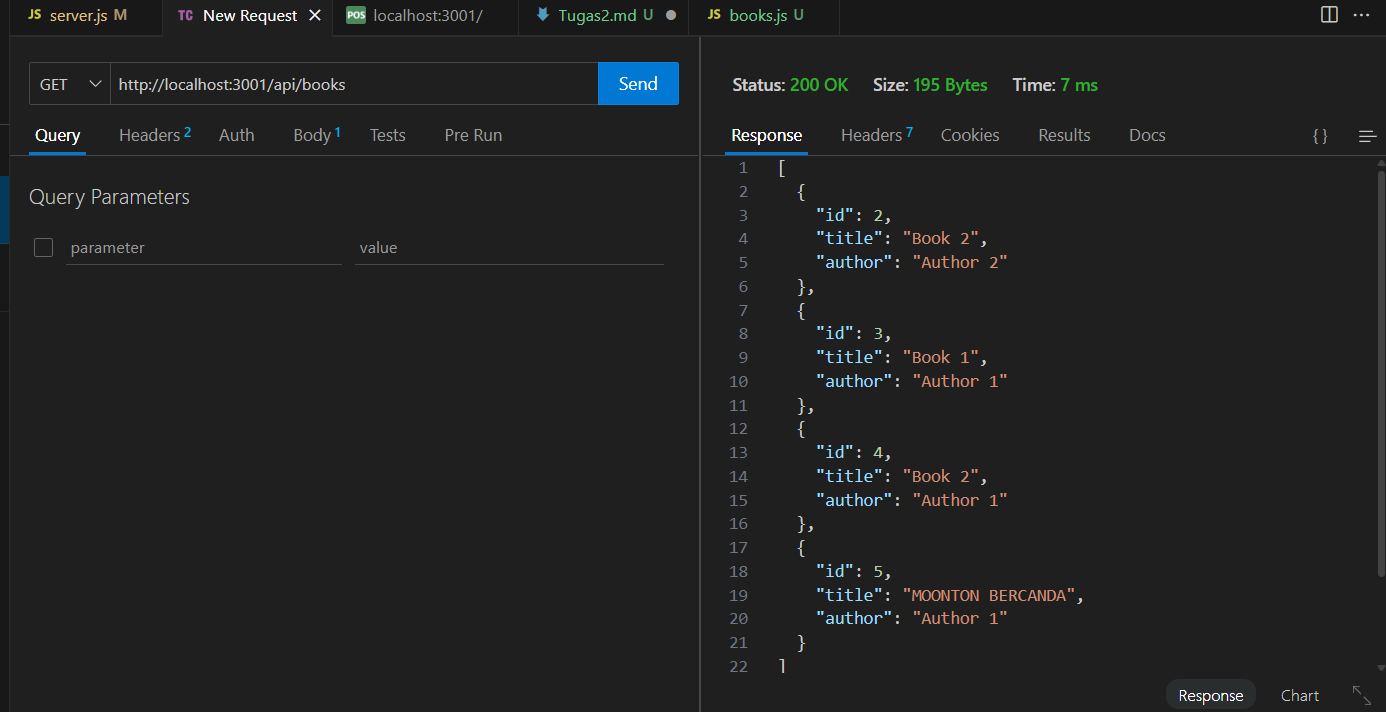 JS server.js M TC New Request × POS localhost:3001/ Tugas2.md U JS books.js U
GET http://localhost:3001/api/books Send
Query Headers 2 Auth Body 1 Tests Pre Run
Query Parameters
parameter value
Status: 200 OK Size: 195 Bytes Time: 7 ms
Response Headers 7 Cookies Results Docs { }
1 [
2 {
3 "id": 2,
4 "title": "Book 2",
5 "author": "Author 2"
6 },
7 {
8 "id": 3,
9 "title": "Book 1",
10 "author": "Author 1"
11 },
12 {
13 "id": 4,
14 "title": "Book 2",
15 "author": "Author 1"
16 },
17 {
18 "id": 5,
19 "title": "MOONTON BERCANDA",
20 "author": "Author 1"
21 }
22 ]
Response Chart